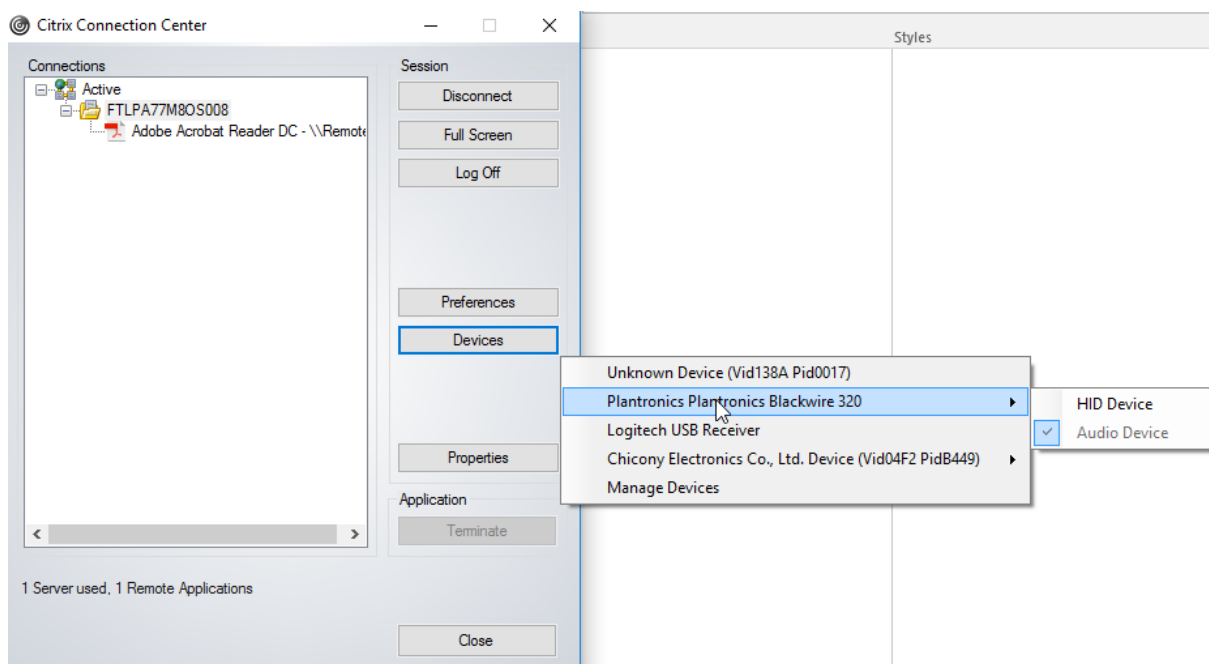 Citrix Connection Center
Styles
Connections
Active
FTLPA77M8OS008
Adobe Acrobat Reader DC - \\Remote
Session
Disconnect
Full Screen
Log Off
Preferences
Devices
Properties
Application
Terminate
Unknown Device (Vid138A Pid0017)
Plantronics Plantronics Blackwire 320
Logitech USB Receiver
Chicony Electronics Co., Ltd. Device (Vid04F2 PidB449)
Manage Devices
HID Device
Audio Device
1 Server used, 1 Remote Applications
Close